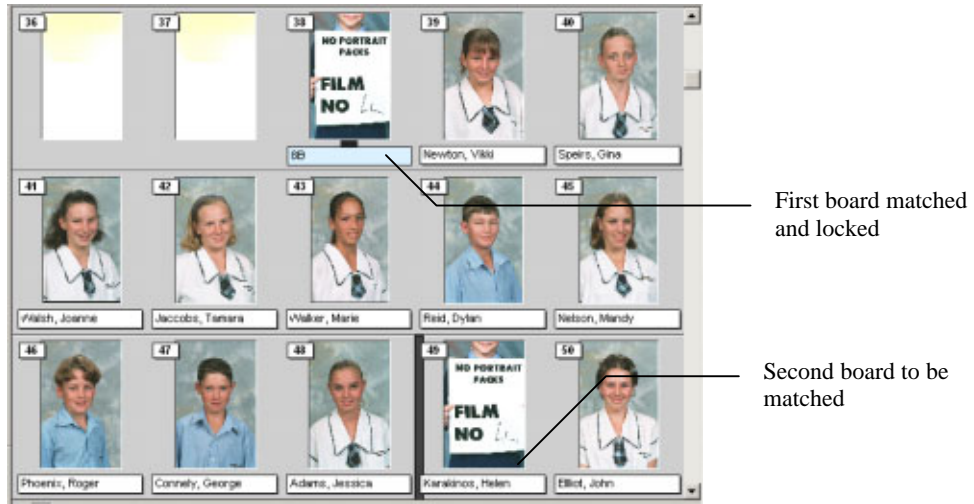 36 37 38 39 40
NO PORTRAIT
PACKS
FILM
NO
6B Newton, Vikki Speirs, Gina
First board matched
and locked
41 42 43 44 45
Walsh, Joanne Jaccobs, Tamara Walker, Marie Reid, Dylan Nelson, Mandy
46 47 48 49 50
NO PORTRAIT
PACKS
FILM
NO
Second board to be
matched
Phoenix, Roger Connely, George Adams, Jessica Karakinos, Helen Elliot, John